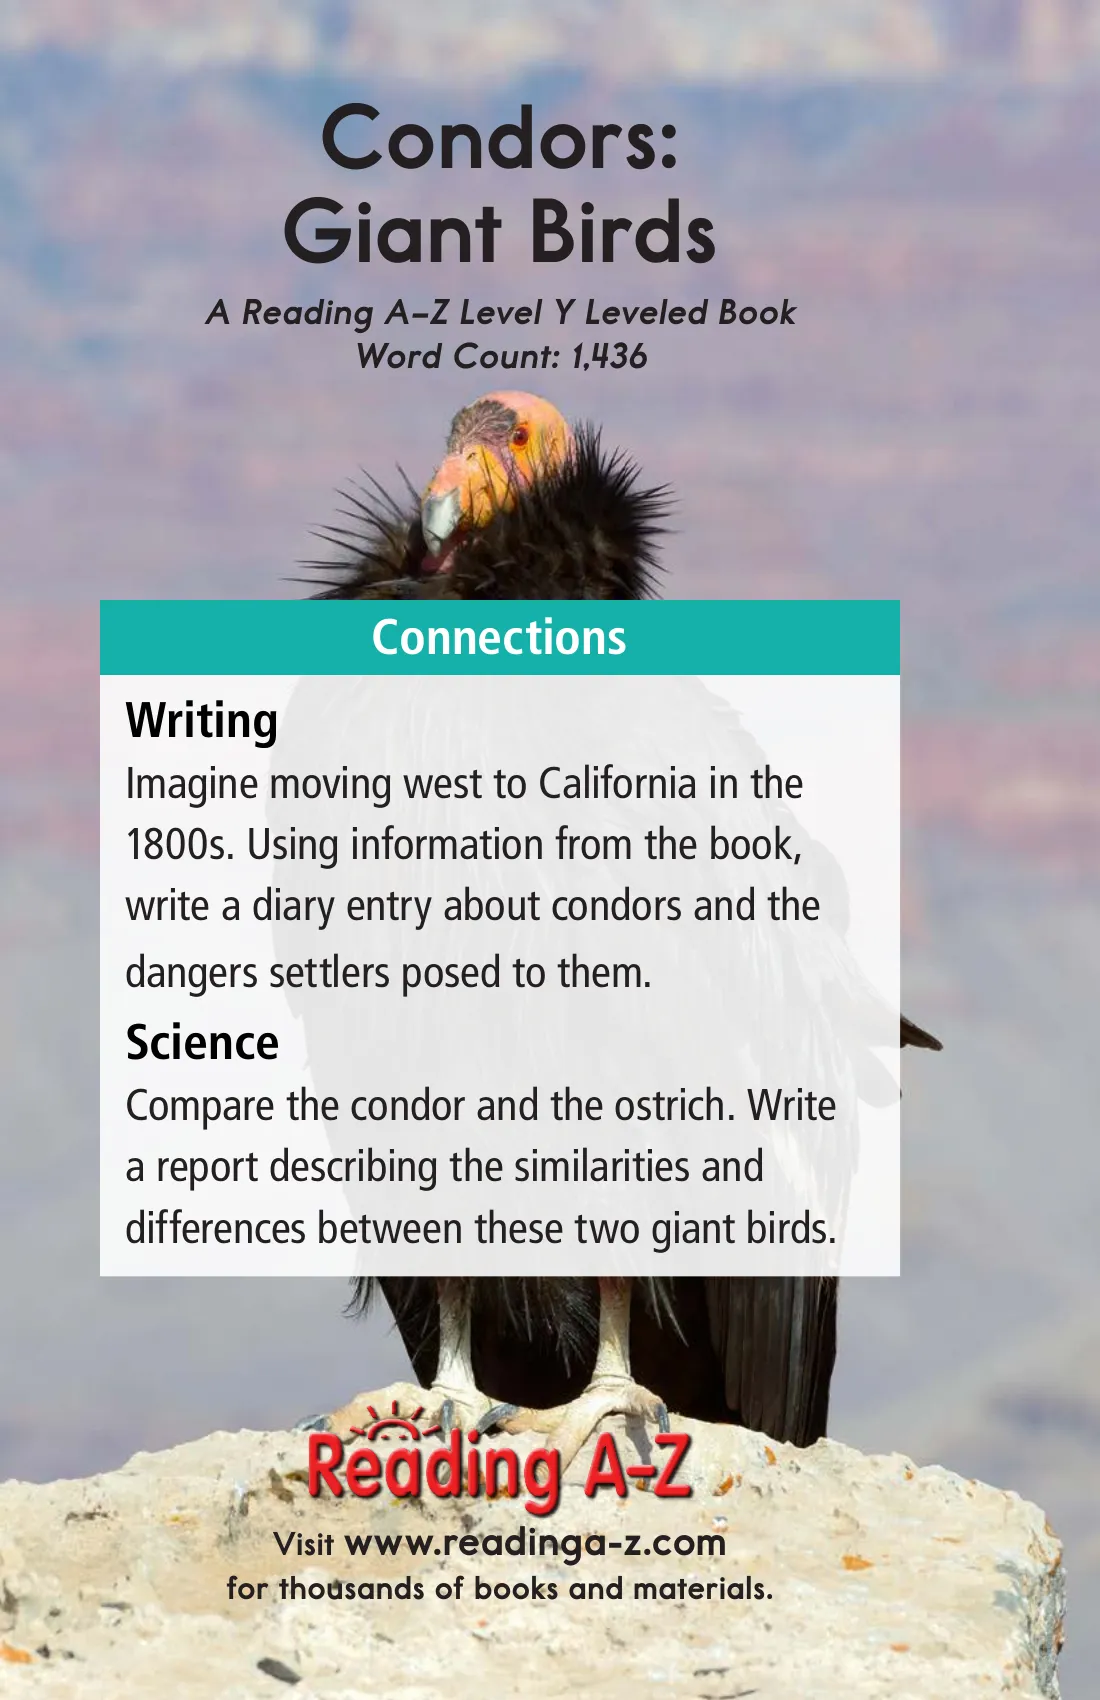 Condors:
Giant Birds
A Reading A–Z Level Y Leveled Book
Word Count: 1,436
Connections
Writing
Imagine moving west to California in the
1800s. Using information from the book,
write a diary entry about condors and the
dangers settlers posed to them.
Science
Compare the condor and the ostrich. Write
a report describing the similarities and
differences between these two giant birds.
Reading A-Z
Visit www.readinga-z.com
for thousands of books and materials.